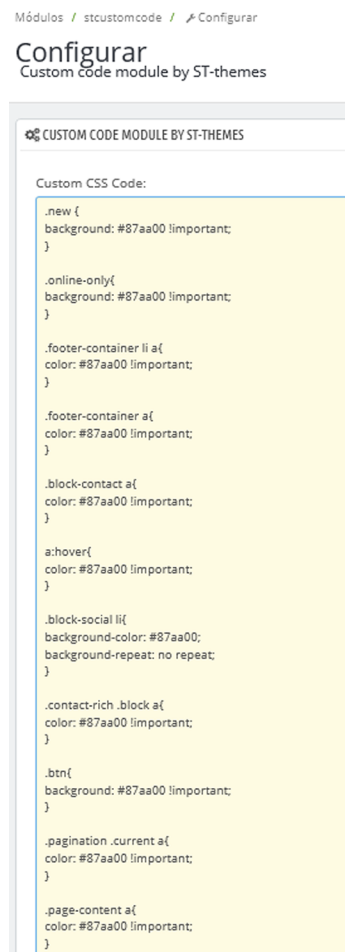 Módulos / stcustomcode / Configurar
Configurar
Custom code module by ST-themes
CUSTOM CODE MODULE BY ST-THEMES
Custom CSS Code:
.new {
background: #87aa00 !important;
}
.online-only{
background: #87aa00 !important;
}
.footer-container li a{
color: #87aa00 !important;
}
.footer-container a{
color: #87aa00 !important;
}
.block-contact a{
color: #87aa00 !important;
}
a:hover{
color: #87aa00 !important;
}
.block-social li{
background-color: #87aa00;
background-repeat: no repeat;
}
.contact-rich .block a{
color: #87aa00 !important;
}
.btn{
background: #87aa00 !important;
}
.pagination .current a{
color: #87aa00 !important;
}
.page-content a{
color: #87aa00 !important;
}